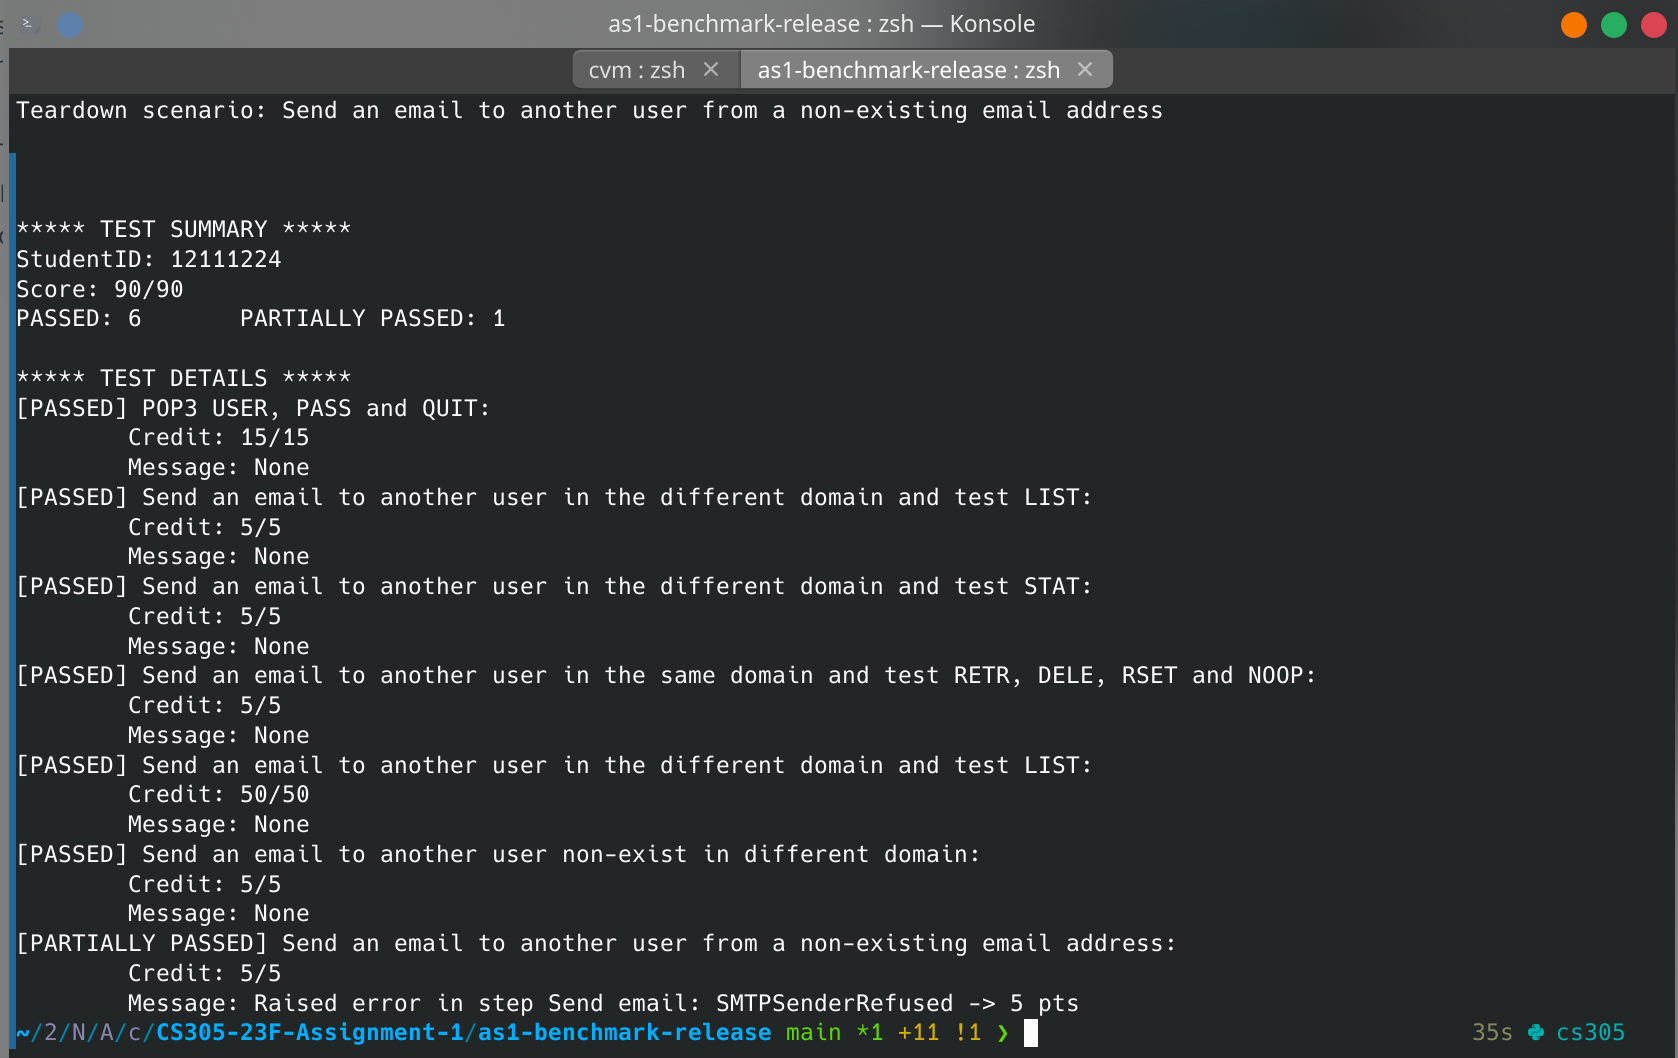 as1-benchmark-release : zsh — Konsole
cvm : zsh
as1-benchmark-release : zsh
Teardown scenario: Send an email to another user from a non-existing email address
***** TEST SUMMARY *****
StudentID: 12111224
Score: 90/90
PASSED: 6 PARTIALLY PASSED: 1
***** TEST DETAILS *****
[PASSED] POP3 USER, PASS and QUIT:
Credit: 15/15
Message: None
[PASSED] Send an email to another user in the different domain and test LIST:
Credit: 5/5
Message: None
[PASSED] Send an email to another user in the different domain and test STAT:
Credit: 5/5
Message: None
[PASSED] Send an email to another user in the same domain and test RETR, DELE, RSET and NOOP:
Credit: 5/5
Message: None
[PASSED] Send an email to another user in the different domain and test LIST:
Credit: 50/50
Message: None
[PASSED] Send an email to another user non-exist in different domain:
Credit: 5/5
Message: None
[PARTIALLY PASSED] Send an email to another user from a non-existing email address:
Credit: 5/5
Message: Raised error in step Send email: SMTPSenderRefused -> 5 pts
~/2/N/A/c/CS305-23F-Assignment-1/as1-benchmark-release main *1 +11 !1 ❯ 35s cs305